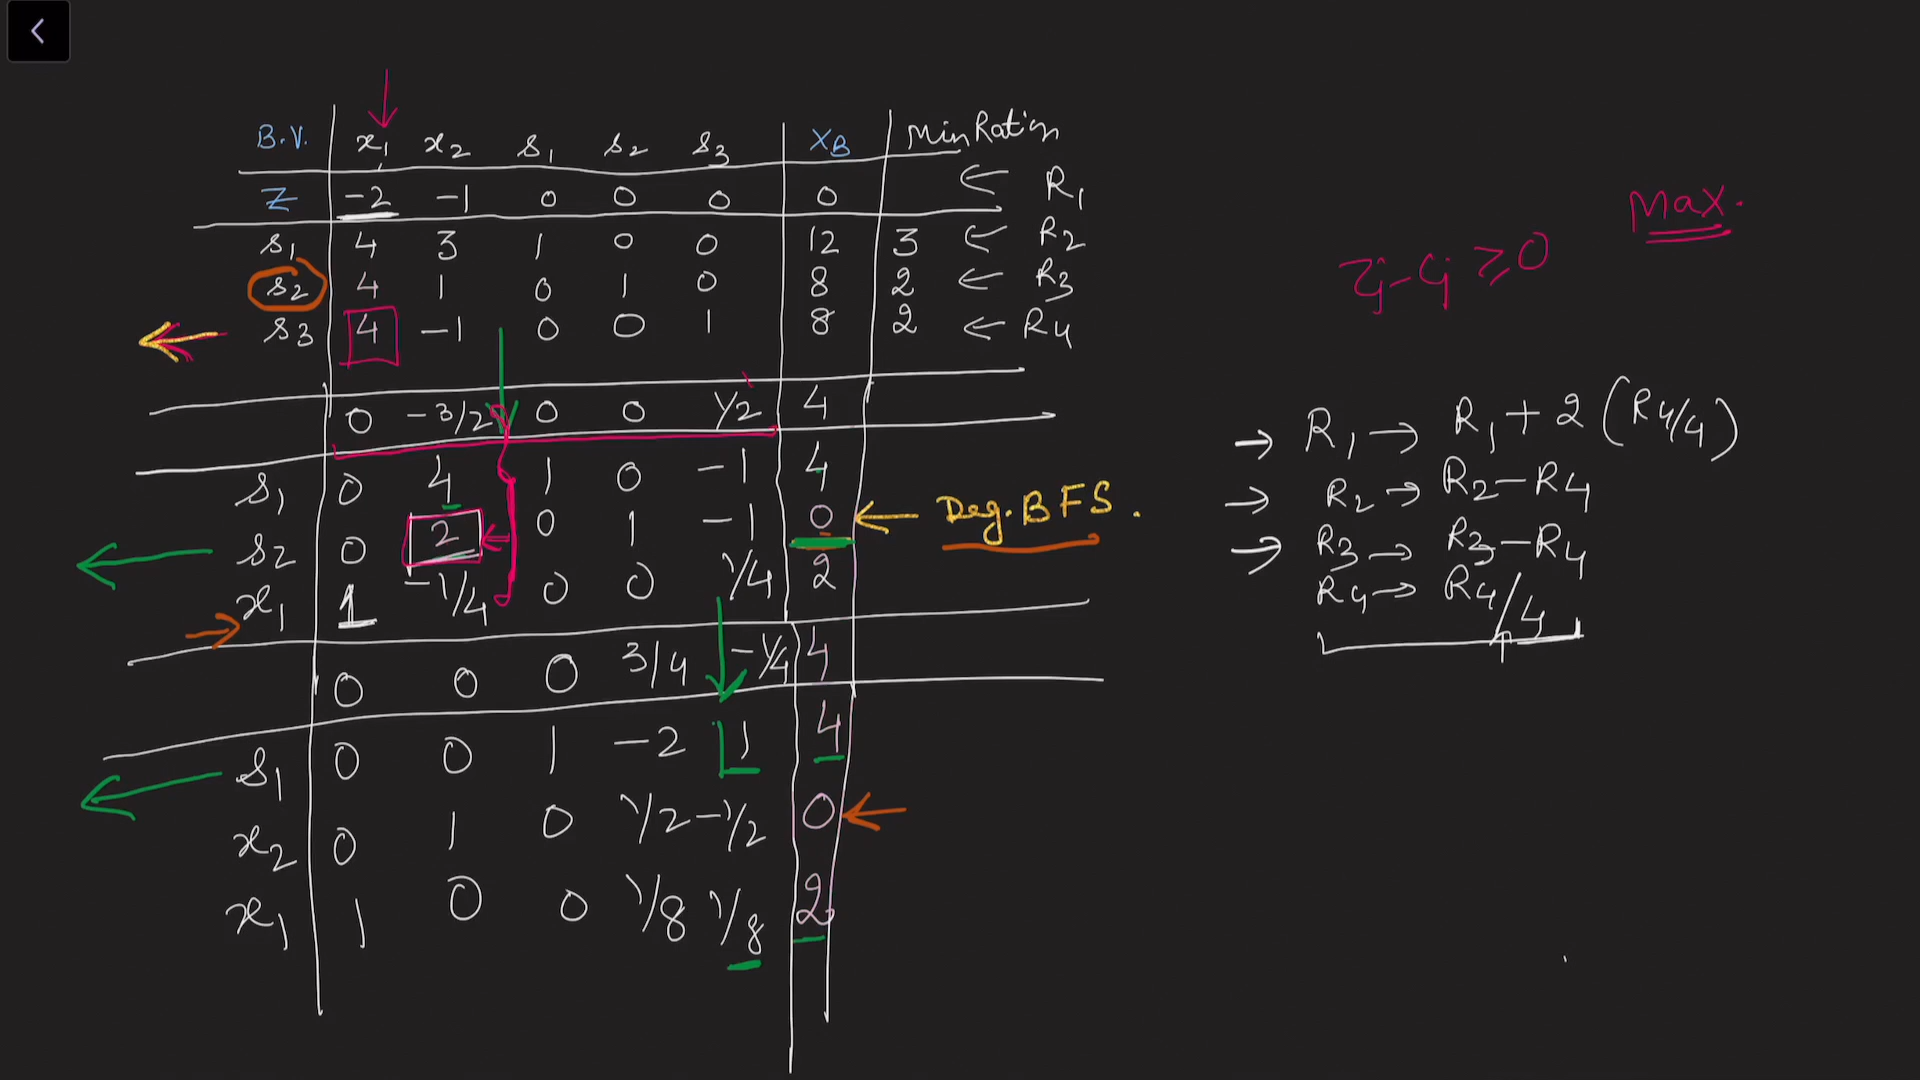 B.V. x1 x2 s1 s2 s3 XB Min Ratio
Z -2 -1 0 0 0 0 ← R1
s1 4 3 1 0 0 12 3 ← R2
s2 4 1 0 1 0 8 2 ← R3
s3 4 -1 0 0 1 8 2 ← R4
0 -3/2 0 0 1/2 4
s1 0 4 1 0 -1 4
s2 0 2 0 1 -1 0 ← Deg. BFS.
x1 1 -1/4 0 0 1/4 2
0 0 0 3/4 -1/4 4
s1 0 0 1 -2 1 4
x2 0 1 0 1/2 -1/2 0
x1 1 0 0 1/8 1/8 2
Max.
Zj-Cj ≥0
→ R1→ R1+2(R4/4)
→ R2→ R2-R4
→ R3→ R3-R4
R4→ R4/4